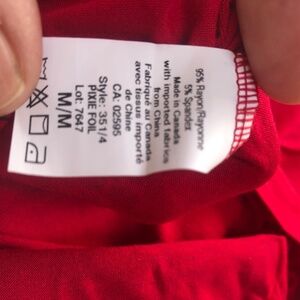 95% Rayon/Rayonne
5% Spandex
Made in Canada
with imported fabrics
from China
Fabriqué au Canada
avec tissus importé
de Chine
CA: 02595
Style: 351/4
PIXIE FOIL
Lot: 7647
M/M